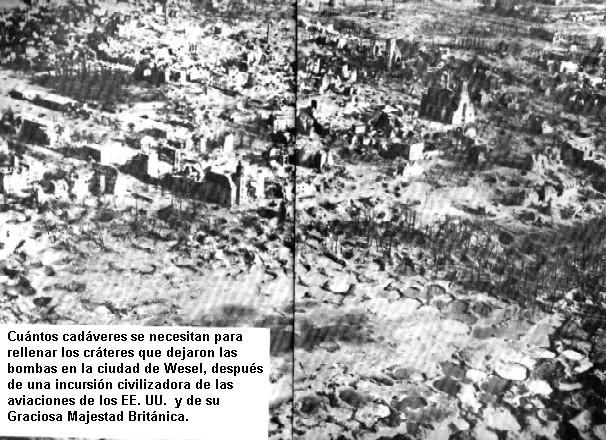 Cuántos cadáveres se necesitan para
rellenar los cráteres que dejaron las
bombas en la ciudad de Wesel, después
de una incursión civilizadora de las
aviaciones de los EE. UU.  y de su
Graciosa Majestad Británica.